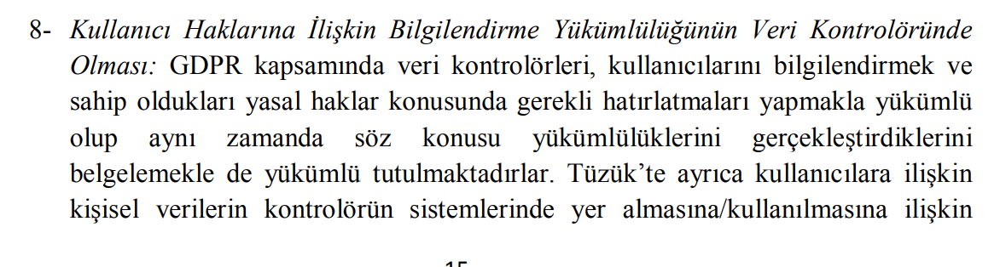 8- Kullanıcı Haklarına İlişkin Bilgilendirme Yükümlülüğünün Veri Kontrolöründe
Olması: GDPR kapsamında veri kontrolörleri, kullanıcılarını bilgilendirmek ve
sahip oldukları yasal haklar konusunda gerekli hatırlatmaları yapmakla yükümlü
olup aynı zamanda söz konusu yükümlülüklerini gerçekleştirdiklerini
belgelemekle de yükümlü tutulmaktadırlar. Tüzük’te ayrıca kullanıcılara ilişkin
kişisel verilerin kontrolörün sistemlerinde yer almasına/kullanılmasına ilişkin